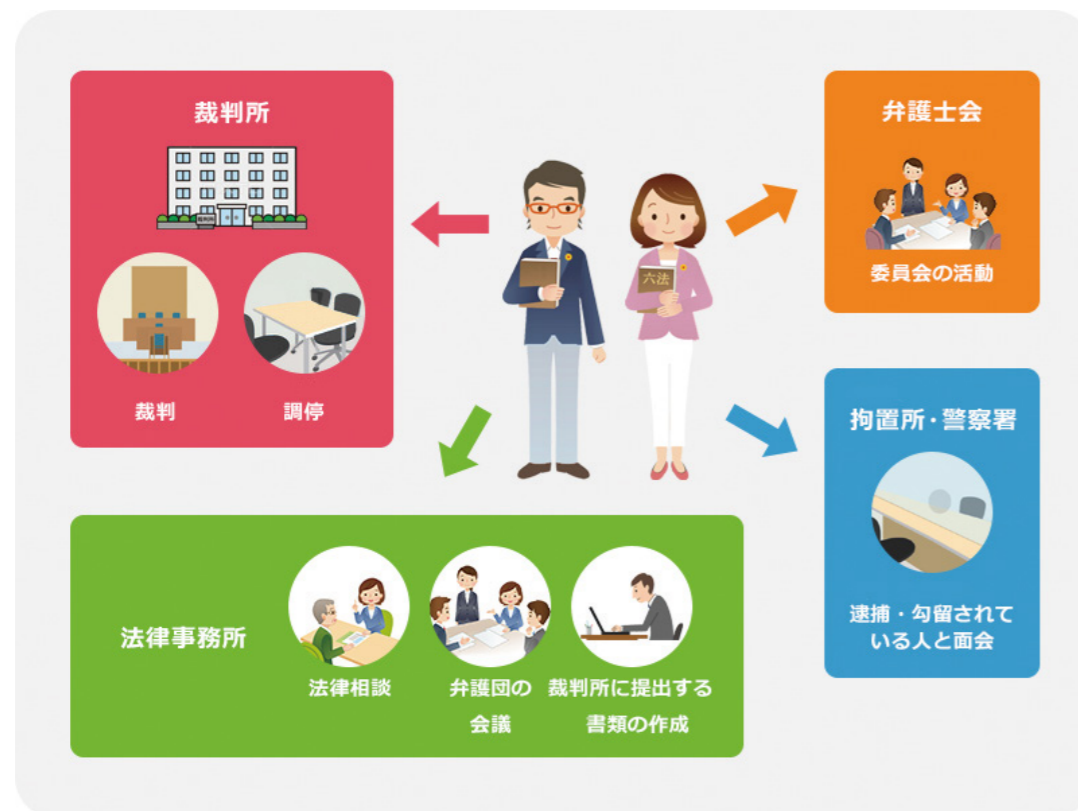 裁判所
裁判所
裁判
調停
六法
弁護士会
委員会の活動
拘置所・警察署
逮捕・勾留されて
いる人と面会
法律事務所
法律相談
弁護団の
会議
裁判所に提出する
書類の作成